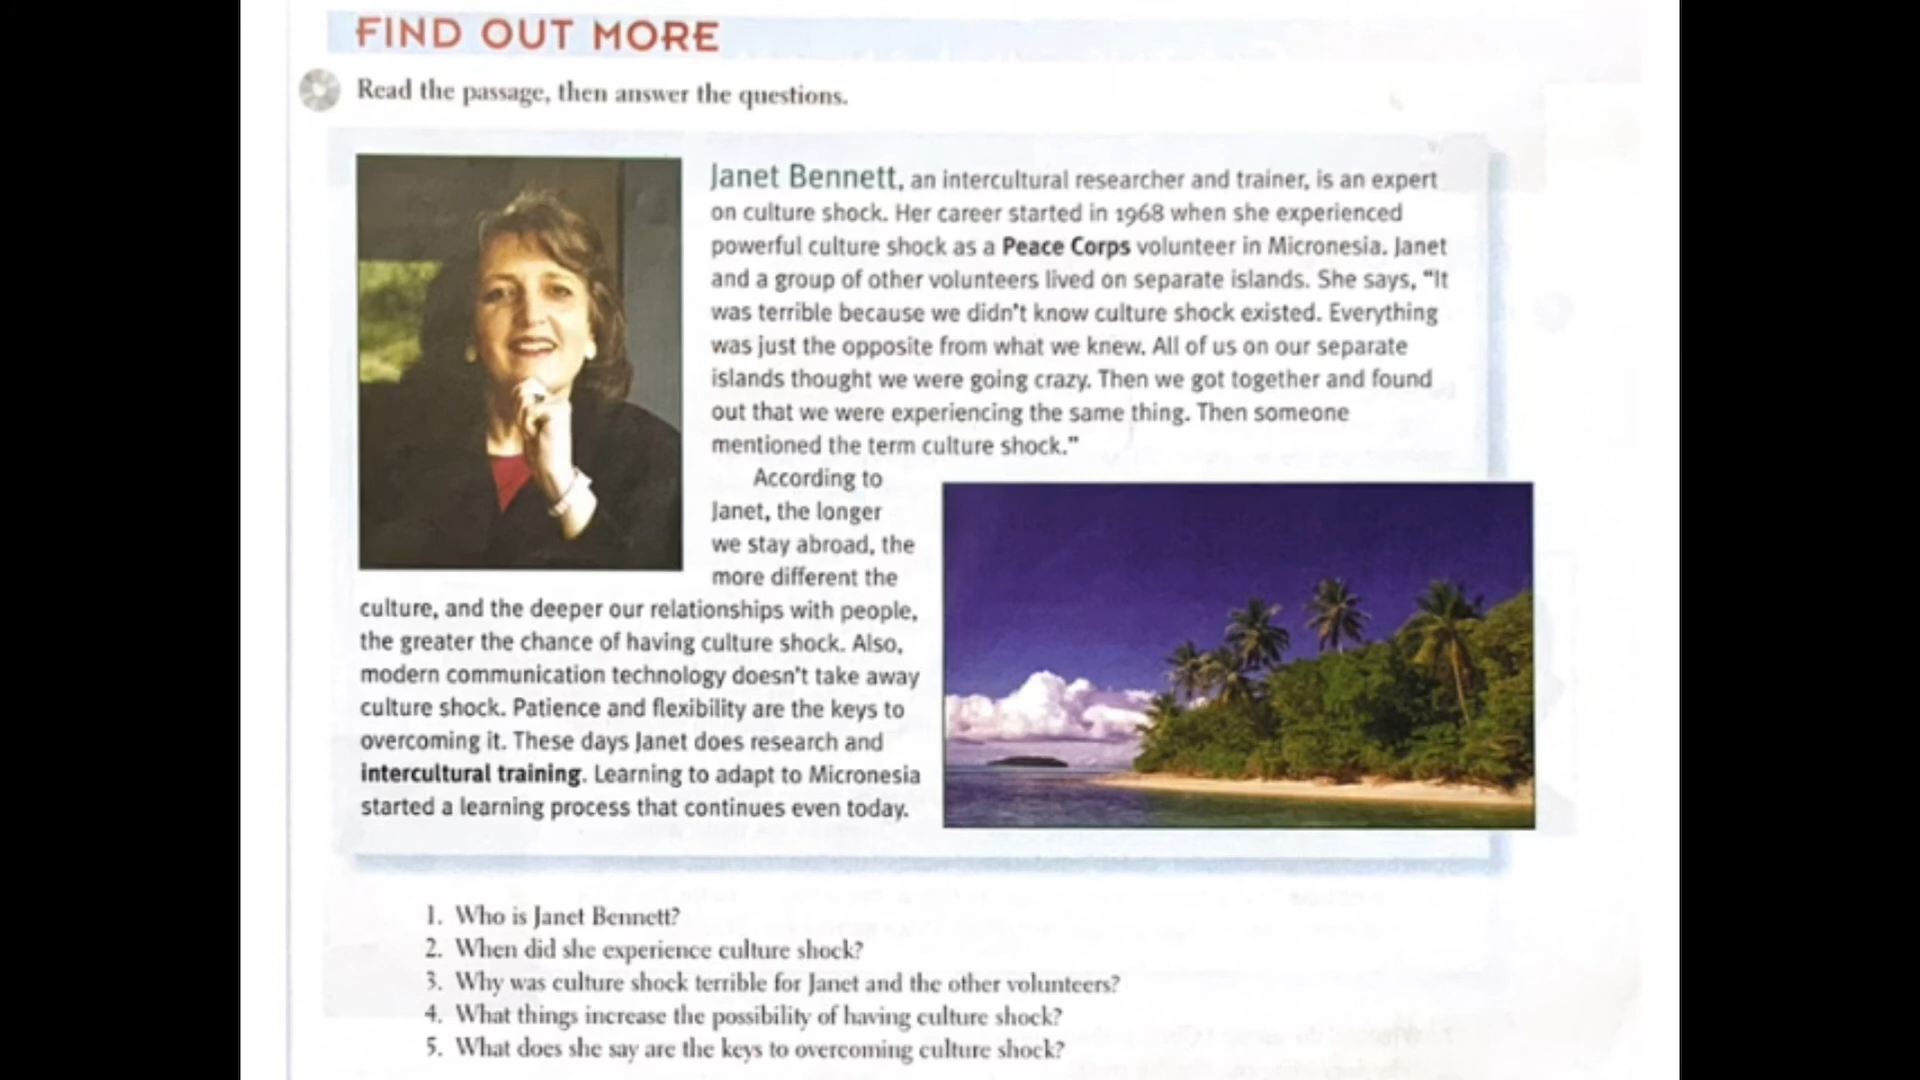 FIND OUT MORE
Read the passage, then answer the questions.
Janet Bennett, an intercultural researcher and trainer, is an expert
on culture shock. Her career started in 1968 when she experienced
powerful culture shock as a Peace Corps volunteer in Micronesia. Janet
and a group of other volunteers lived on separate islands. She says, "It
was terrible because we didn't know culture shock existed. Everything
was just the opposite from what we knew. All of us on our separate
islands thought we were going crazy. Then we got together and found
out that we were experiencing the same thing. Then someone
mentioned the term culture shock."
According to
Janet, the longer
we stay abroad, the
more different the
culture, and the deeper our relationships with people,
the greater the chance of having culture shock. Also,
modern communication technology doesn't take away
culture shock. Patience and flexibility are the keys to
overcoming it. These days Janet does research and
intercultural training. Learning to adapt to Micronesia
started a learning process that continues even today.
1. Who is Janet Bennett?
2. When did she experience culture shock?
3. Why was culture shock terrible for Janet and the other volunteers?
4. What things increase the possibility of having culture shock?
5. What does she say are the keys to overcoming culture shock?